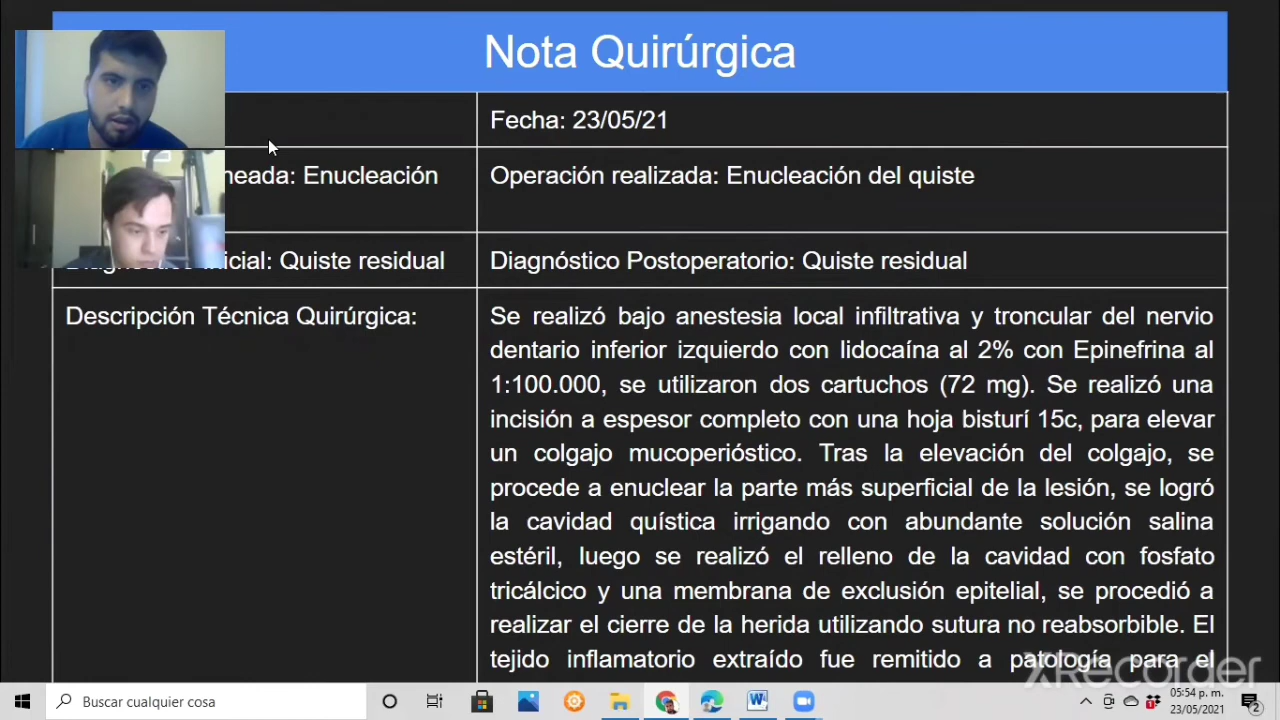 Nota Quirúrgica
Fecha: 23/05/21
neada: Enucleación
Operación realizada: Enucleación del quiste
Inicial: Quiste residual
Diagnóstico Postoperatorio: Quiste residual
Descripción Técnica Quirúrgica:
Se realizó bajo anestesia local infiltrativa y troncular del nervio
dentario inferior izquierdo con lidocaína al 2% con Epinefrina al
1:100.000, se utilizaron dos cartuchos (72 mg). Se realizó una
incisión a espesor completo con una hoja bisturí 15c, para elevar
un colgajo mucoperióstico. Tras la elevación del colgajo, se
procede a enuclear la parte más superficial de la lesión, se logró
la cavidad quística irrigando con abundante solución salina
estéril, luego se realizó el relleno de la cavidad con fosfato
tricálcico y una membrana de exclusión epitelial, se procedió a
realizar el cierre de la herida utilizando sutura no reabsorbible. El
tejido inflamatorio extraído fue remitido a patología para el
XRecorder
Buscar cualquier cosa
05:54 p. m.
23/05/2021